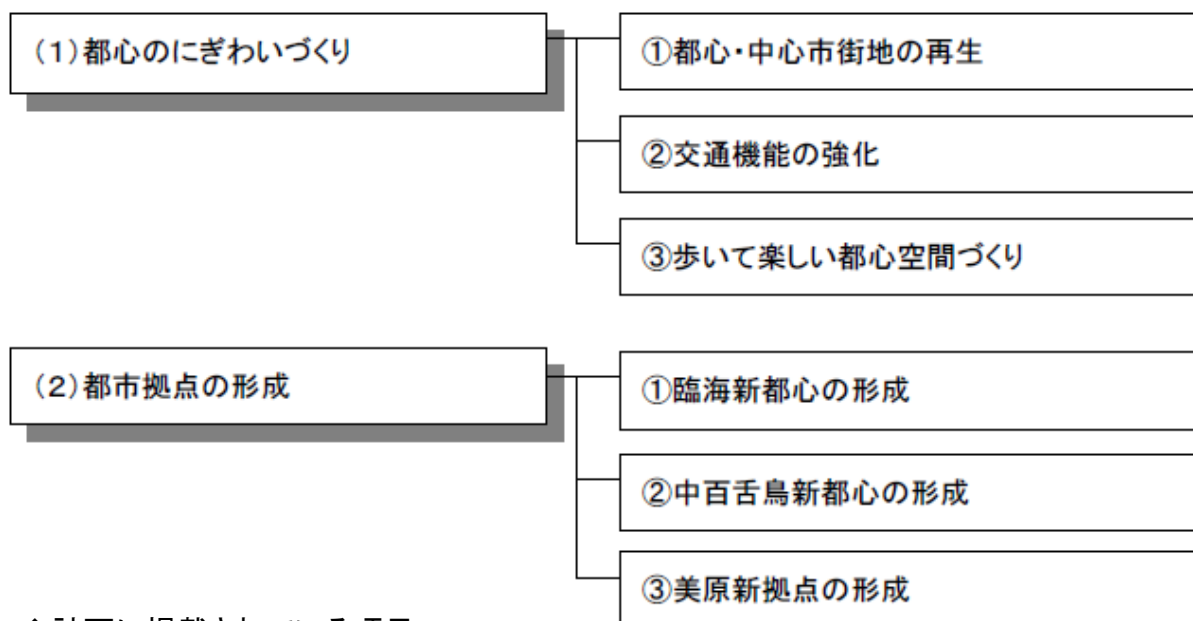 （1）都心のにぎわいづくり
①都心・中心市街地の再生
②交通機能の強化
③歩いて楽しい都心空間づくり
（2）都市拠点の形成
①臨海新都心の形成
②中百舌鳥新都心の形成
③美原新拠点の形成